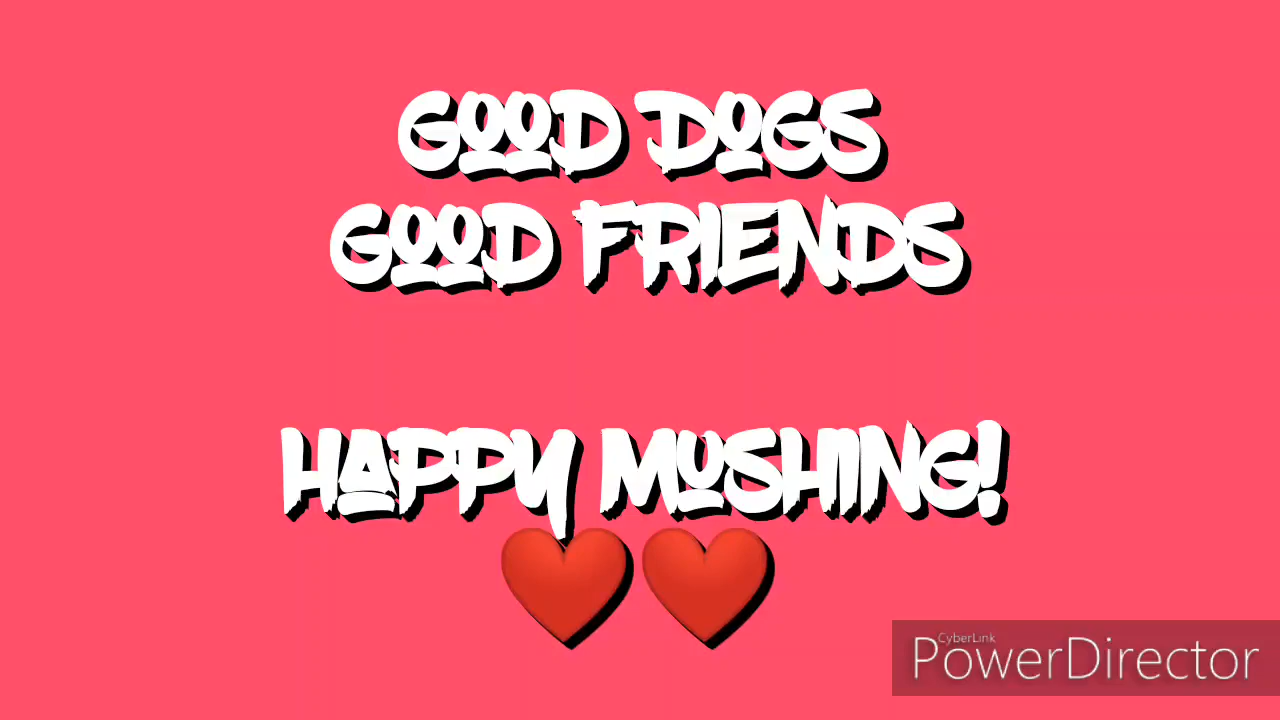 GOOD DOGS
GOOD FRIENDS
HAPPY MUSHING!
❤️❤️
CyberLink
PowerDirector